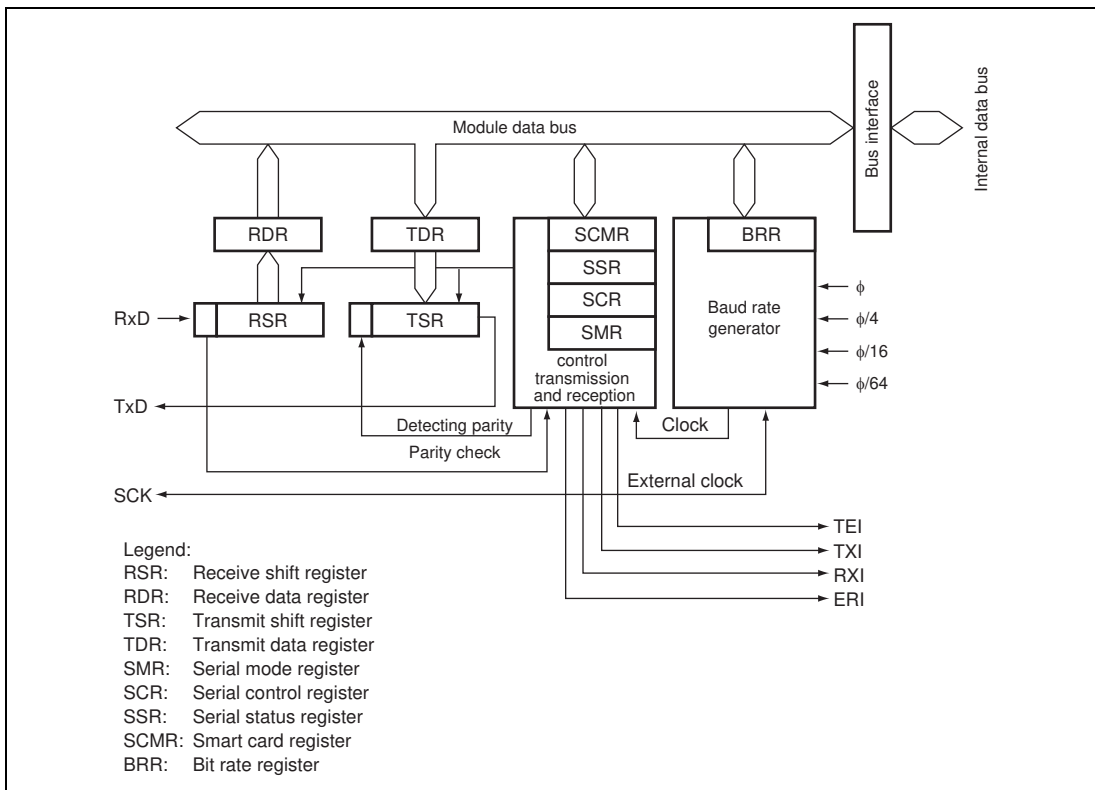 Module data bus
Bus interface
Internal data bus
RDR
TDR
SCMR
BRR
SSR
SCR
SMR
control
transmission
and reception
Baud rate
generator
RxD
RSR
TSR
ϕ
ϕ/4
ϕ/16
ϕ/64
TxD
Detecting parity
Clock
Parity check
External clock
SCK
TEI
TXI
RXI
ERI
Legend:
RSR: Receive shift register
RDR: Receive data register
TSR: Transmit shift register
TDR: Transmit data register
SMR: Serial mode register
SCR: Serial control register
SSR: Serial status register
SCMR: Smart card register
BRR: Bit rate register